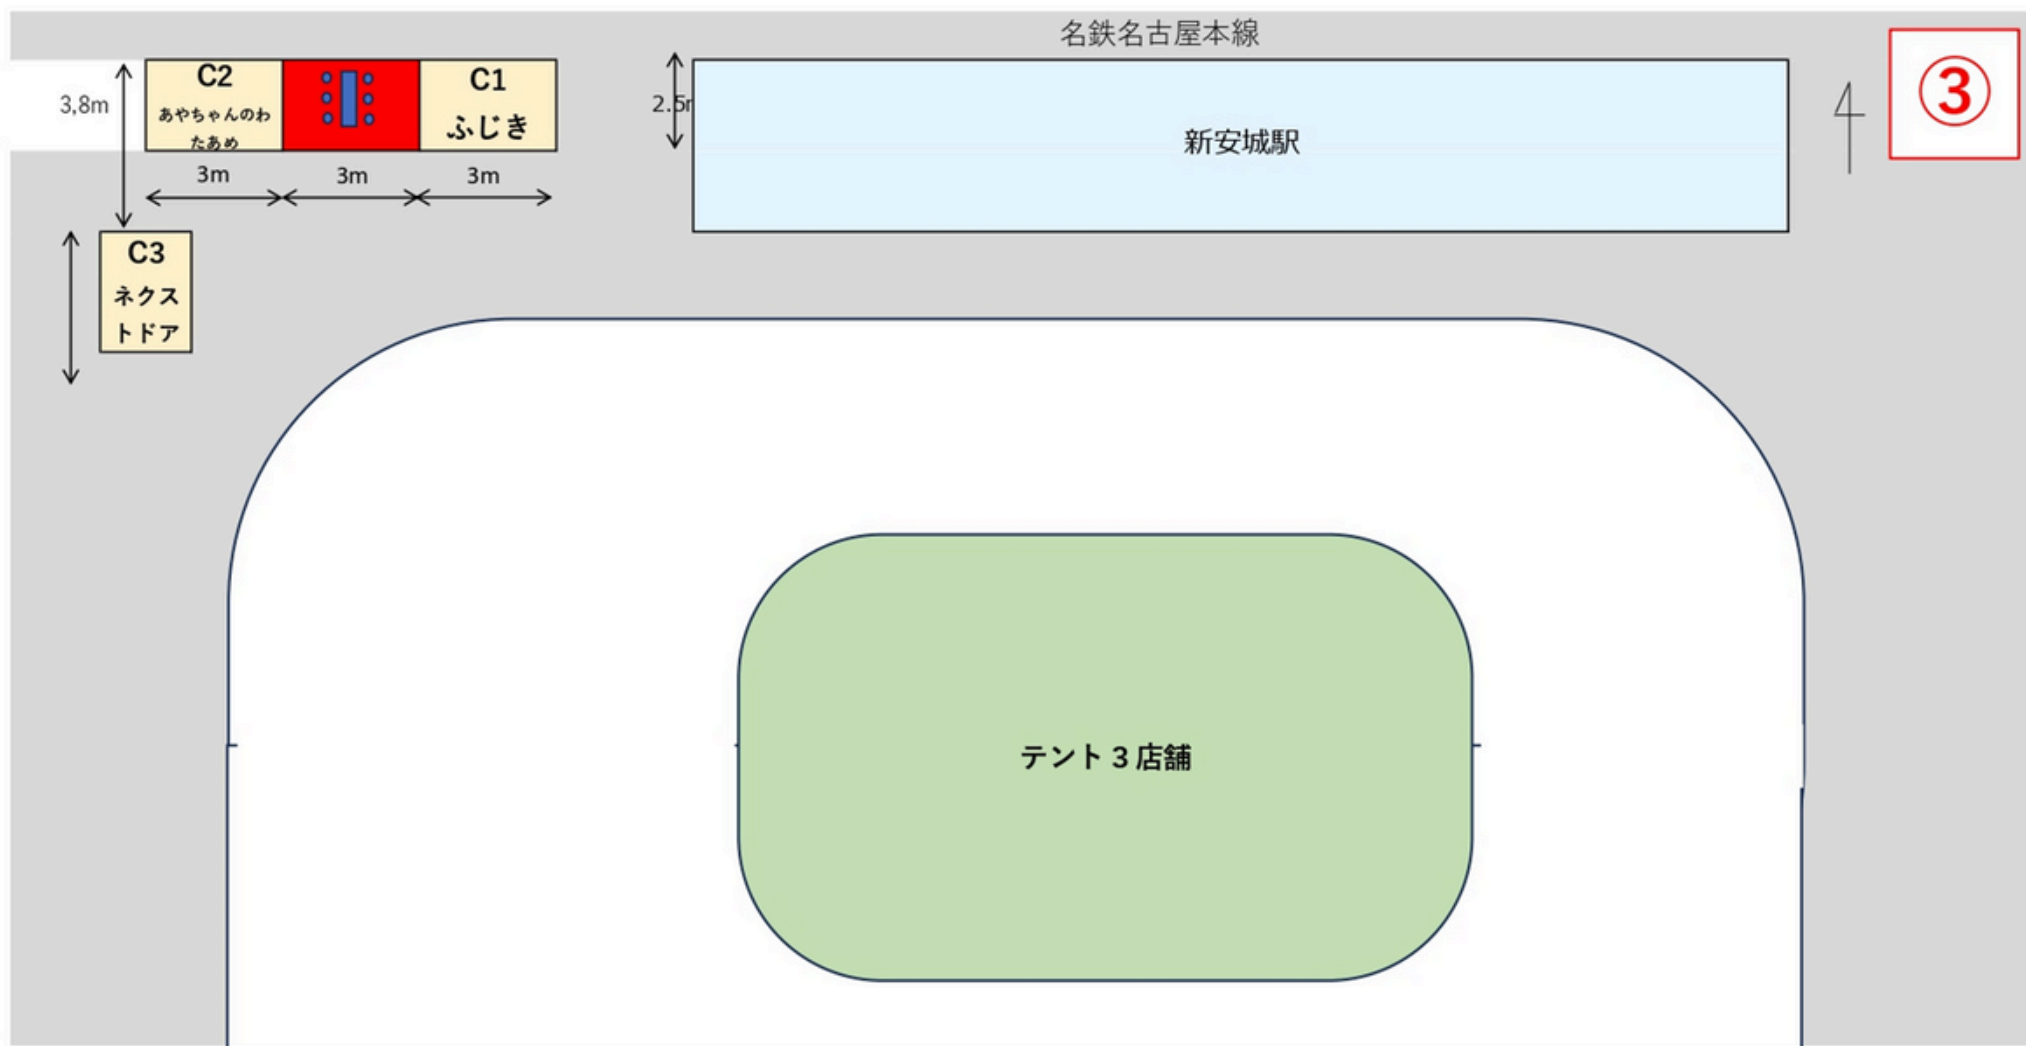 名鉄名古屋本線
③
C2
あやちゃんのわ
たあめ
C1
ふじき
3,8m
2.5m
新安城駅
3m
3m
3m
C3
ネクス
トドア
テント３店舗